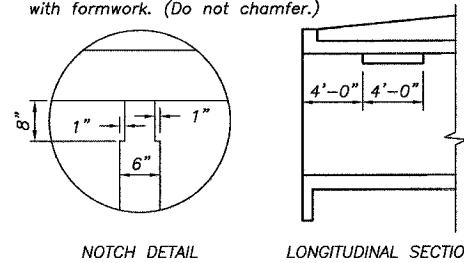 with formwork. (Do not chamfer.)
4'-0" 4'-0"
8"
1" 1"
6"
NOTCH DETAIL LONGITUDINAL SECTIO